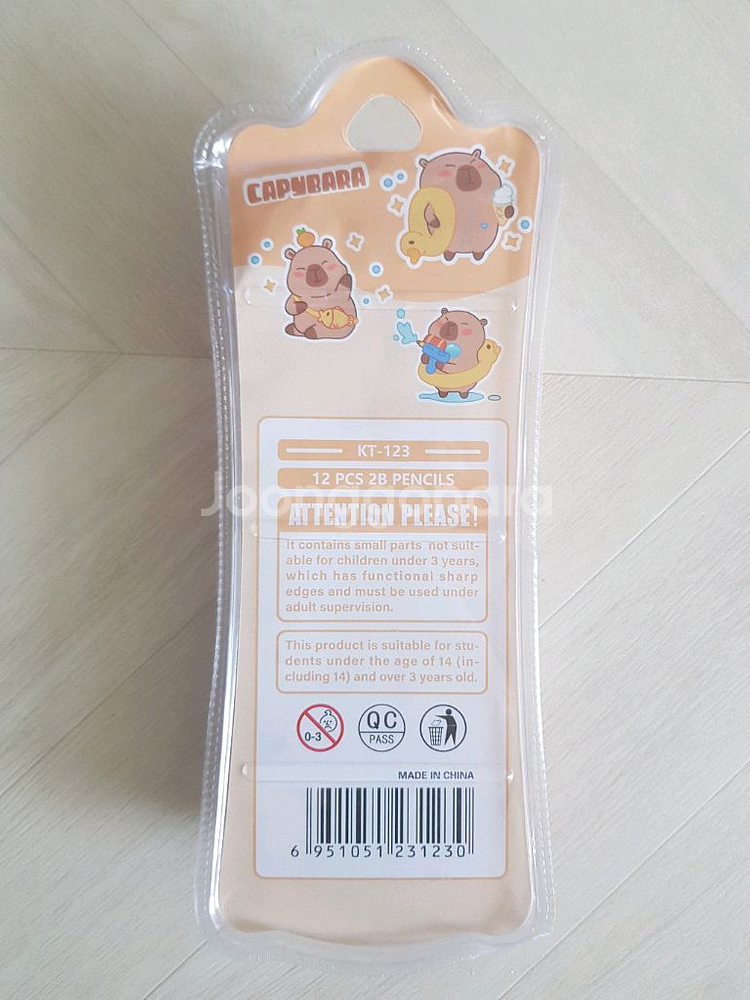 CAPYBARA
KT-123
12 PCS 2B PENCILS
Joonggonara
ATTENTION PLEASE!
It contains small parts not suit-
able for children under 3 years,
which has functional sharp
edges and must be used under
adult supervision.
This product is suitable for stu-
dents under the age of 14 (in-
cluding 14) and over 3 years old.
0-3
QC
PASS
MADE IN CHINA
6 951051 231230